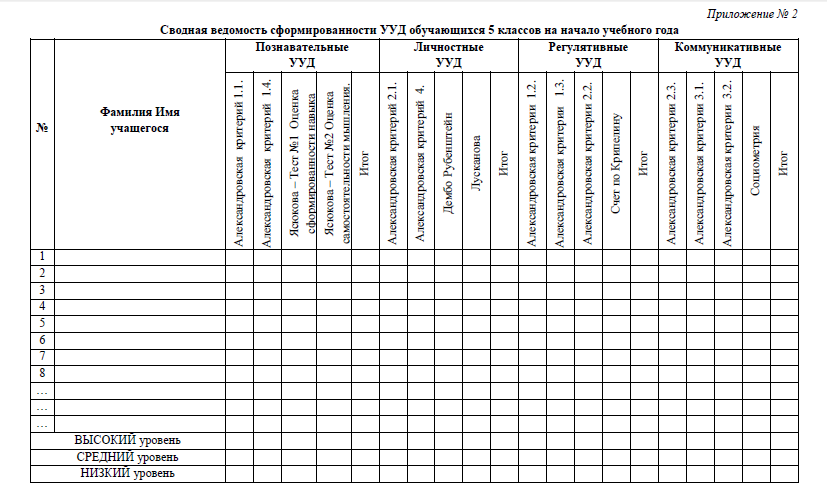 Приложение № 2
Сводная ведомость сформированности УУД обучающихся 5 классов на начало учебного года
№
Фамилия Имя
учащегося
Познавательные
УУД
Личностные
УУД
Регулятивные
УУД
Коммуникативные
УУД
Александровская критерий 1.1.
Александровская критерий 1.4.
Ясюкова – Тест №1 Оценка
сформированности навыка
Ясюкова – Тест №2 Оценка
самостоятельности мышления.
Итог
Александровская критерий 2.1.
Александровская критерий 4.
Дембо Рубенштейн
Лусканова
Итог
Александровская критерии 1.2.
Александровская критерии 1.3.
Александровская критерии 2.2.
Счет по Крипелину
Итог
Александровская критерии 2.3.
Александровская критерии 3.1.
Александровская критерии 3.2.
Социометрия
Итог
1
2
3
4
5
6
7
8
…
…
…
ВЫСОКИЙ уровень
СРЕДНИЙ уровень
НИЗКИЙ уровень